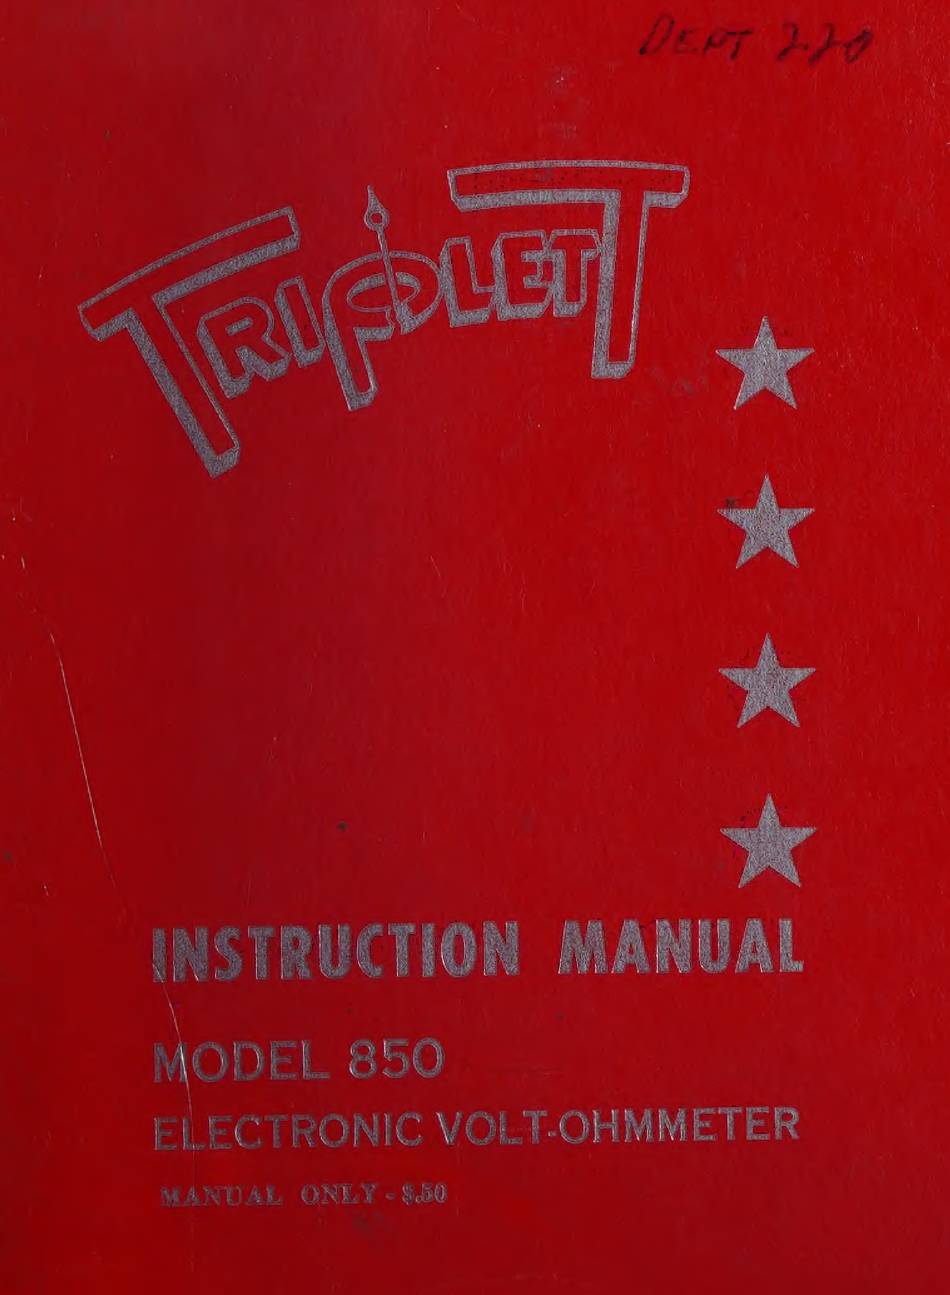 DEPT 220
TRIPLETT
INSTRUCTION MANUAL
MODEL 850
ELECTRONIC VOLT-OHMMETER
MANUAL ONLY - $.50